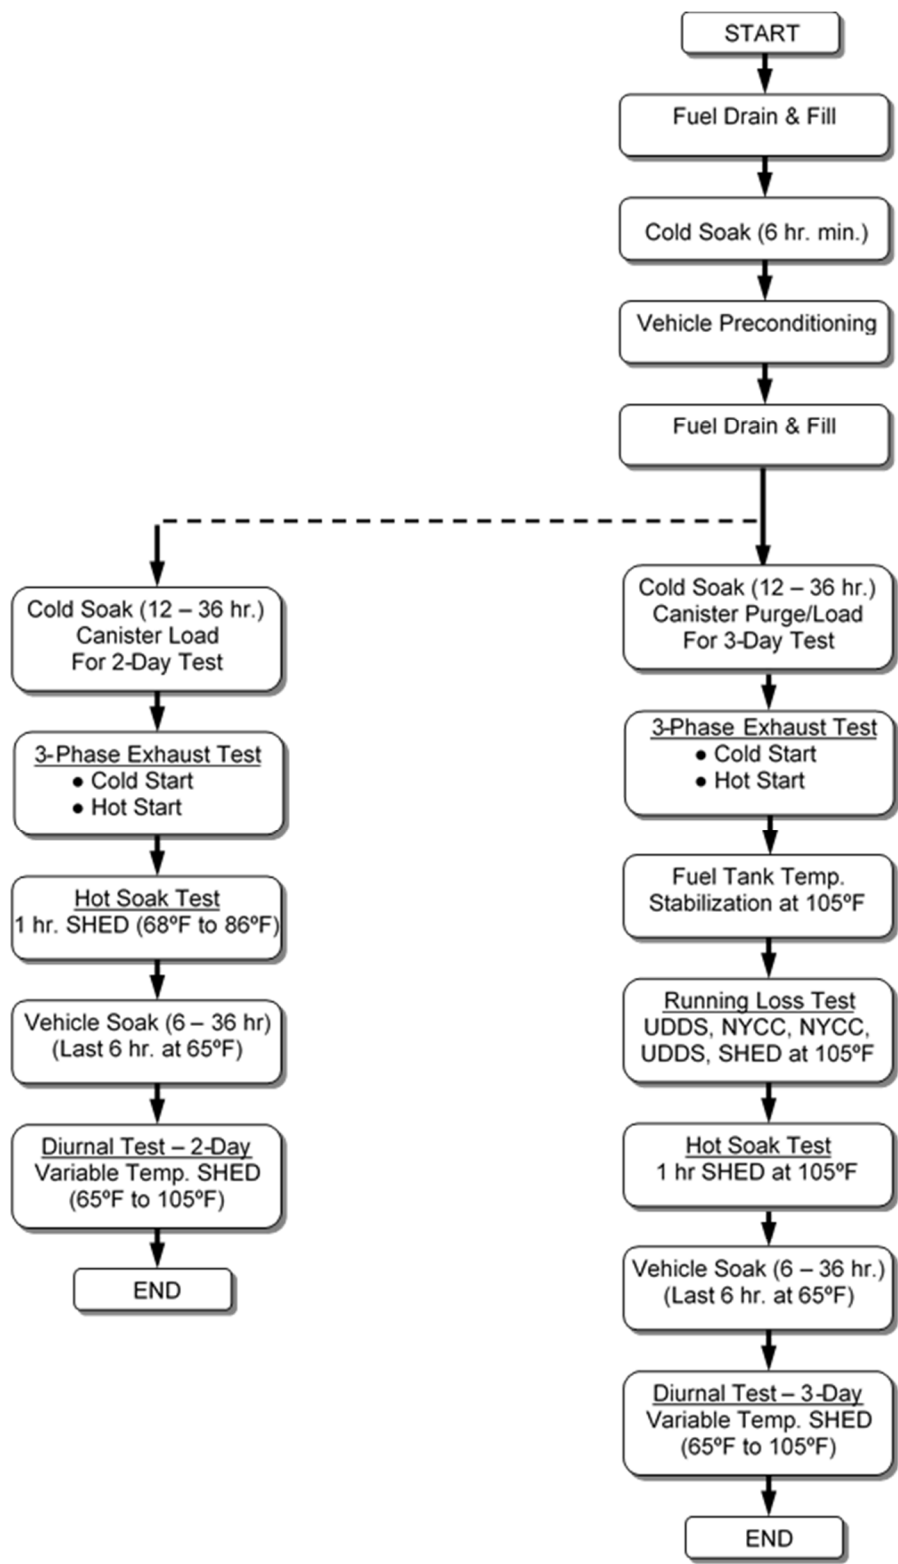 START
Fuel Drain & Fill
Cold Soak (6 hr. min.)
Vehicle Preconditioning
Fuel Drain & Fill
Cold Soak (12 – 36 hr.)
Canister Load
For 2-Day Test
3-Phase Exhaust Test
● Cold Start
● Hot Start
Hot Soak Test
1 hr. SHED (68ºF to 86ºF)
Vehicle Soak (6 – 36 hr)
(Last 6 hr. at 65ºF)
Diurnal Test – 2-Day
Variable Temp. SHED
(65ºF to 105ºF)
END
Cold Soak (12 – 36 hr.)
Canister Purge/Load
For 3-Day Test
3-Phase Exhaust Test
● Cold Start
● Hot Start
Fuel Tank Temp.
Stabilization at 105ºF
Running Loss Test
UDDS, NYCC, NYCC,
UDDS, SHED at 105ºF
Hot Soak Test
1 hr SHED at 105ºF
Vehicle Soak (6 – 36 hr.)
(Last 6 hr. at 65ºF)
Diurnal Test – 3-Day
Variable Temp. SHED
(65ºF to 105ºF)
END